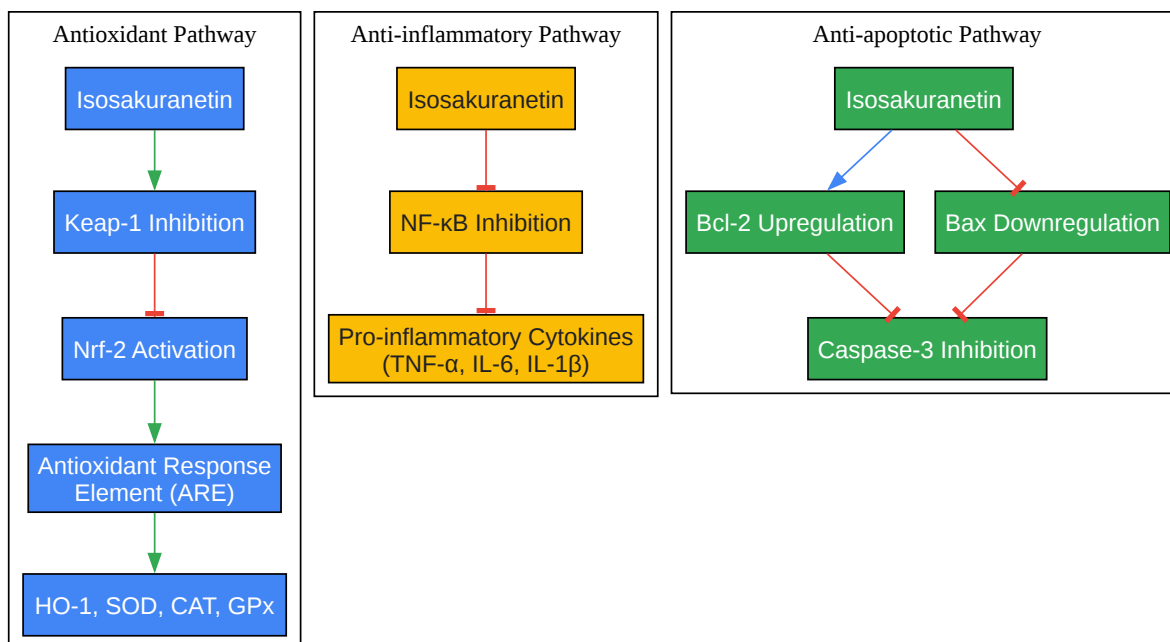 Antioxidant Pathway
Isosakuranetin
Keap-1 Inhibition
Nrf-2 Activation
Antioxidant Response
Element (ARE)
HO-1, SOD, CAT, GPx
Anti-inflammatory Pathway
Isosakuranetin
NF-κB Inhibition
Pro-inflammatory Cytokines
(TNF-α, IL-6, IL-1β)
Anti-apoptotic Pathway
Isosakuranetin
Bcl-2 Upregulation
Bax Downregulation
Caspase-3 Inhibition